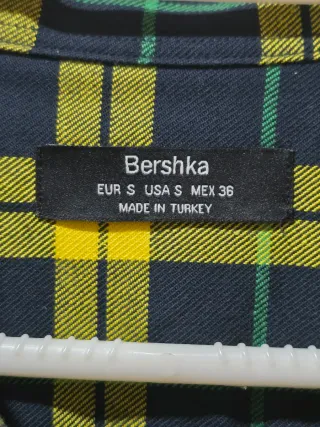 Bershka
EUR S USA S MEX 36
MADE IN TURKEY